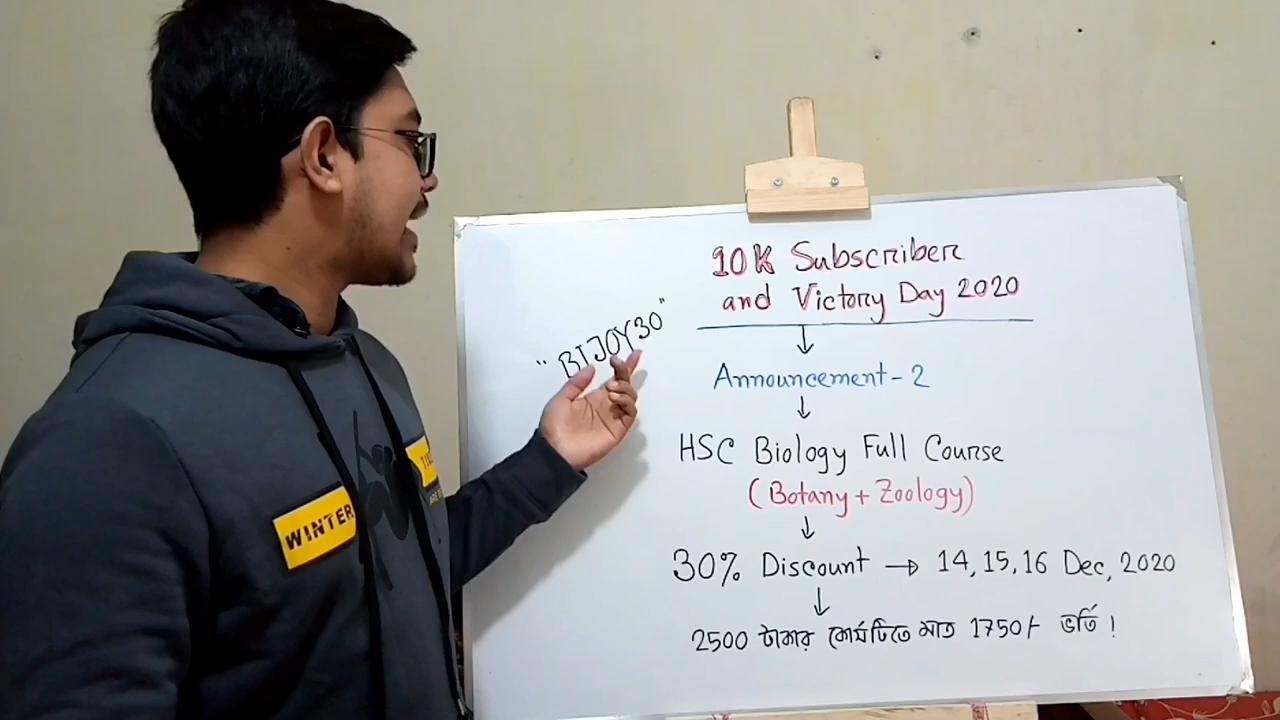 10K Subscriber
and Victory Day 2020
"BIJOY30"
Announcement-2
HSC Biology Full Course
(Botany + Zoology)
30% Discount → 14, 15, 16 Dec, 2020
2500 টাকার কোর্সটিতে মাত্র 1750/- ভর্তি !
WINTER